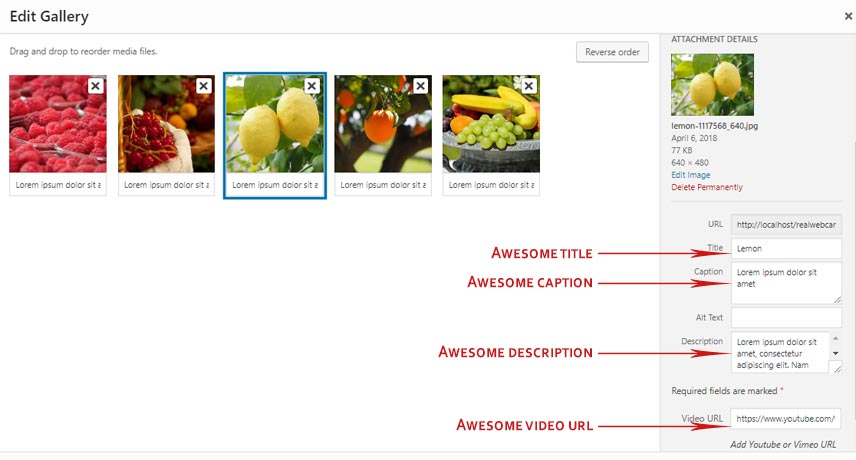 Edit Gallery
Drag and drop to reorder media files.
Reverse order
Lorem ipsum dolor sit a
Lorem ipsum dolor sit a
Lorem ipsum dolor sit a
Lorem ipsum dolor sit a
Lorem ipsum dolor sit a
ATTACHMENT DETAILS
lemon-1117568_640.jpg
April 6, 2018
77 KB
640 × 480
Edit Image
Delete Permanently
URL http://localhost/realwebcar
Awesome title Title Lemon
Awesome caption Caption Lorem ipsum dolor sit
amet
Alt Text
Awesome description Description Lorem ipsum dolor sit
amet, consectetur
adipiscing elit. Nam
Required fields are marked *
Awesome video url Video URL https://www.youtube.com/
Add Youtube or Vimeo URL